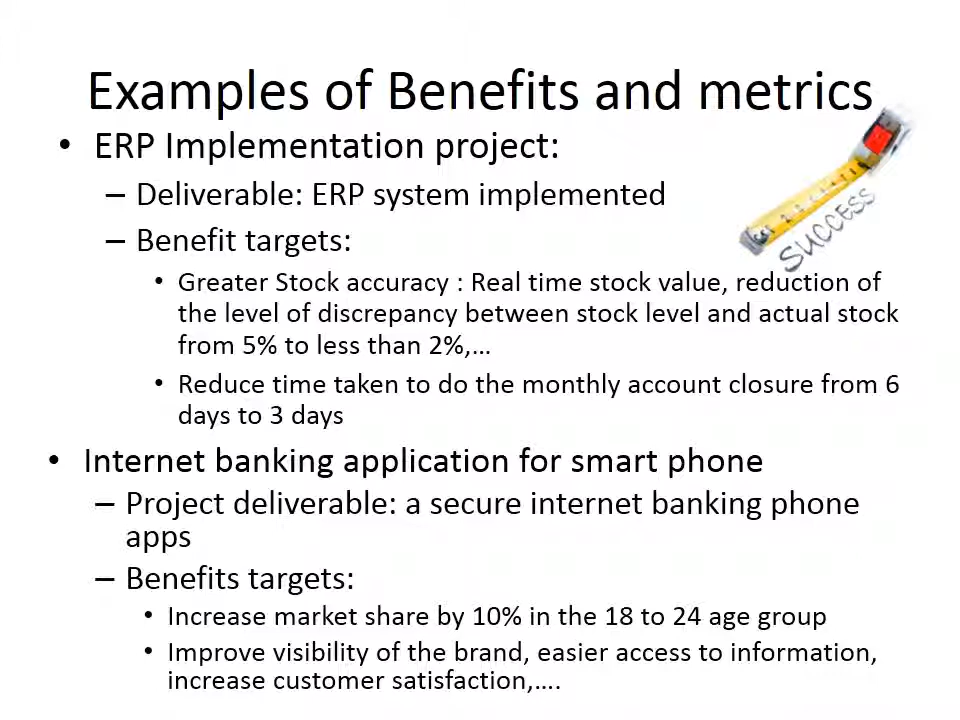 Examples of Benefits and metrics
• ERP Implementation project:
– Deliverable: ERP system implemented
– Benefit targets:
SUCCESS
• Greater Stock accuracy : Real time stock value, reduction of
the level of discrepancy between stock level and actual stock
from 5% to less than 2%,…
• Reduce time taken to do the monthly account closure from 6
days to 3 days
• Internet banking application for smart phone
– Project deliverable: a secure internet banking phone
apps
– Benefits targets:
• Increase market share by 10% in the 18 to 24 age group
• Improve visibility of the brand, easier access to information,
increase customer satisfaction,….